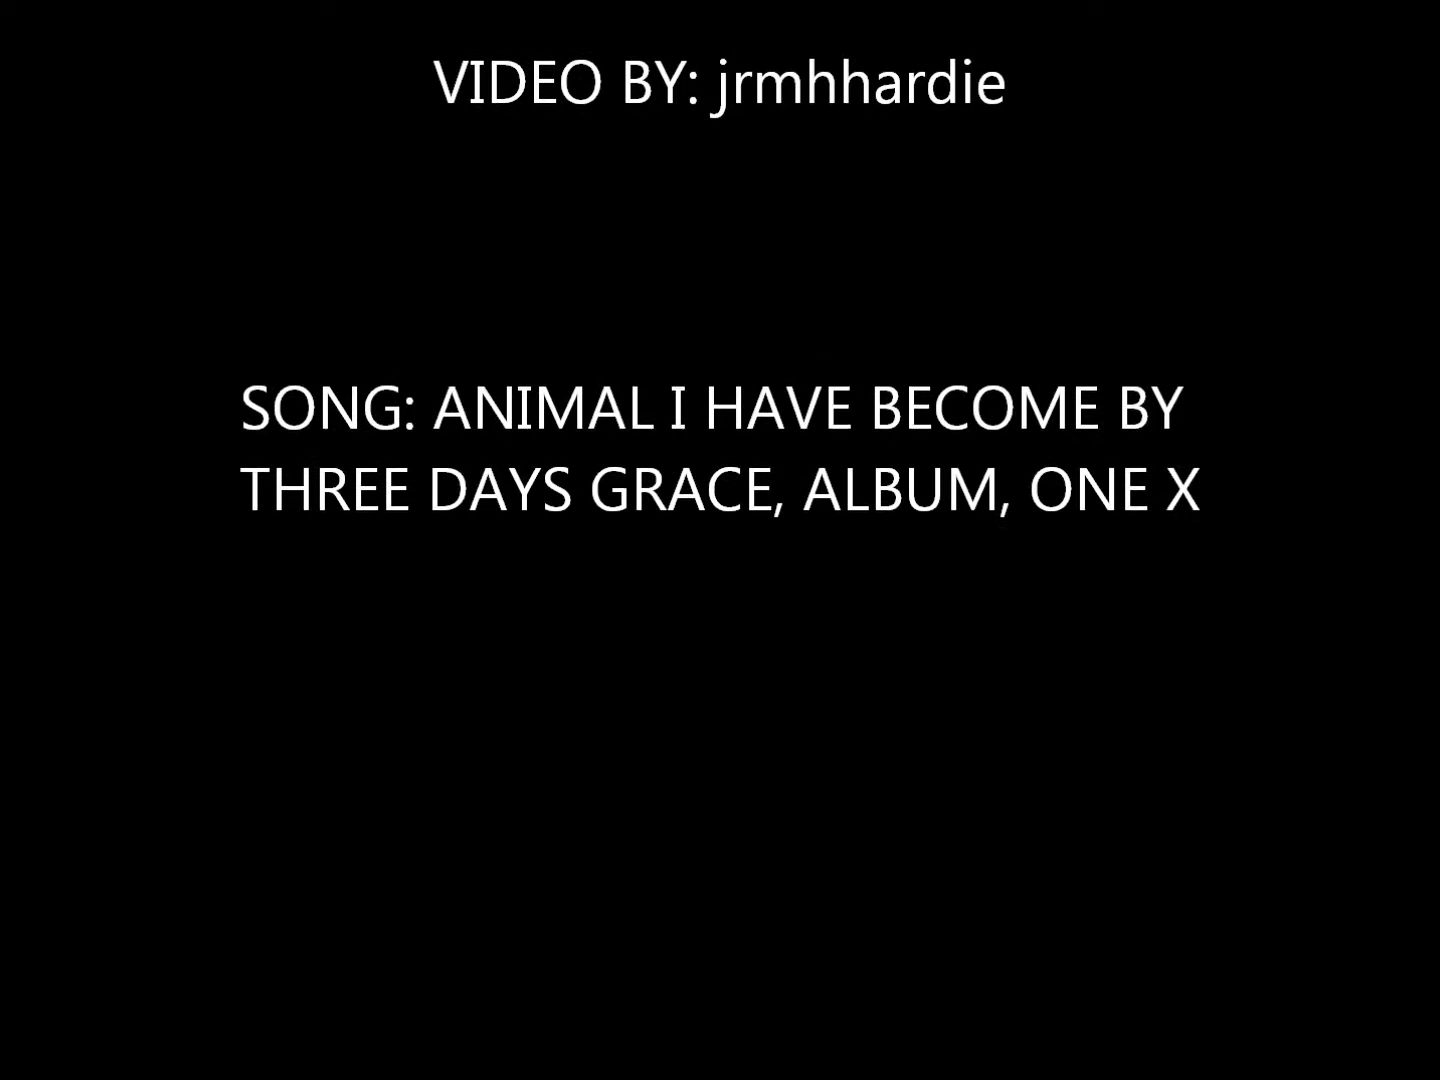 VIDEO BY: jrmhhardie
SONG: ANIMAL I HAVE BECOME BY
THREE DAYS GRACE, ALBUM, ONE X